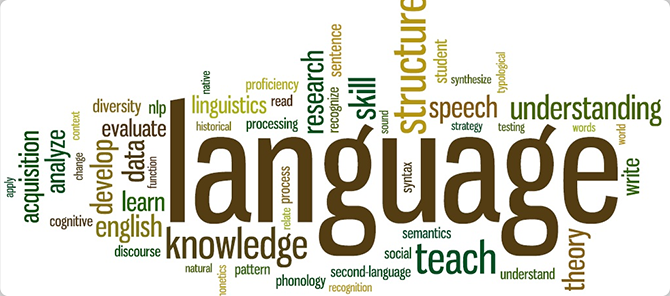 native
sentence
structure
student
typological
proficiency
research
recognize
skill
synthesize
diversity
nlp
linguistics
read
sound
speech
understanding
context
evaluate
historical
processing
strategy
testing
words
world
acquisition
analyze
change
develop
data
function
language
syntax
write
apply
learn
process
cognitive
english
relate
knowledge
semantics
theory
discourse
social
teach
natural
pattern
phonology
second-language
understand
recognition